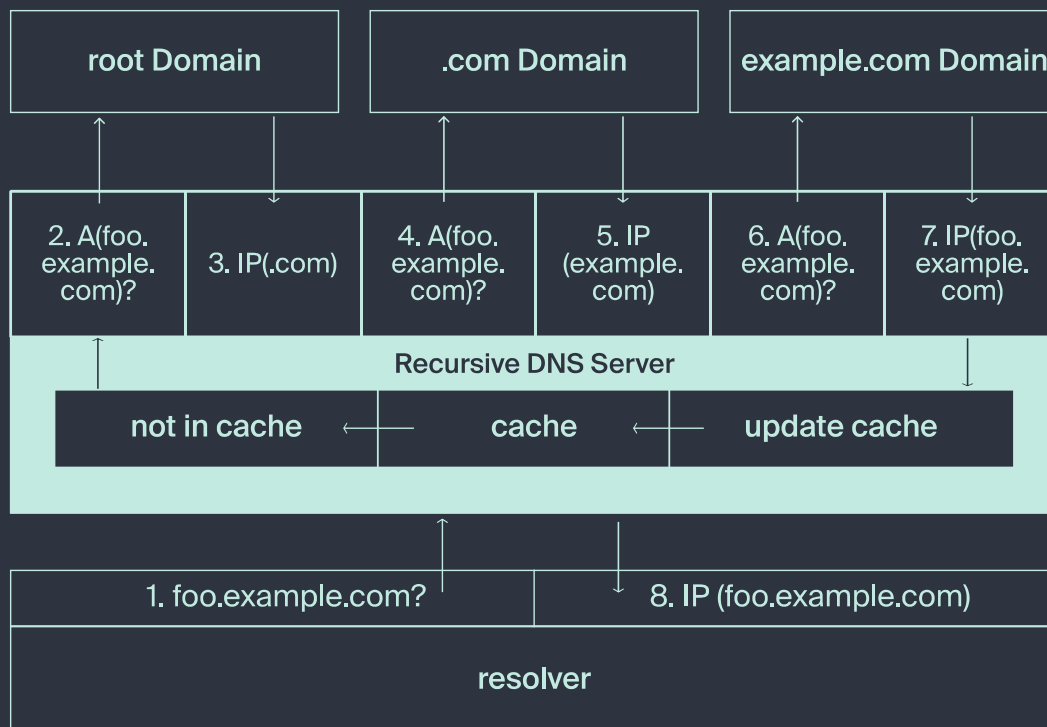 root Domain
.com Domain
example.com Domain
2. A(foo.
example.
com)?
3. IP(.com)
4. A(foo.
example.
com)?
5. IP
(example.
com)
6. A(foo.
example.
com)?
7. IP(foo.
example.
com)
Recursive DNS Server
not in cache
cache
update cache
1. foo.example.com?
8. IP (foo.example.com)
resolver